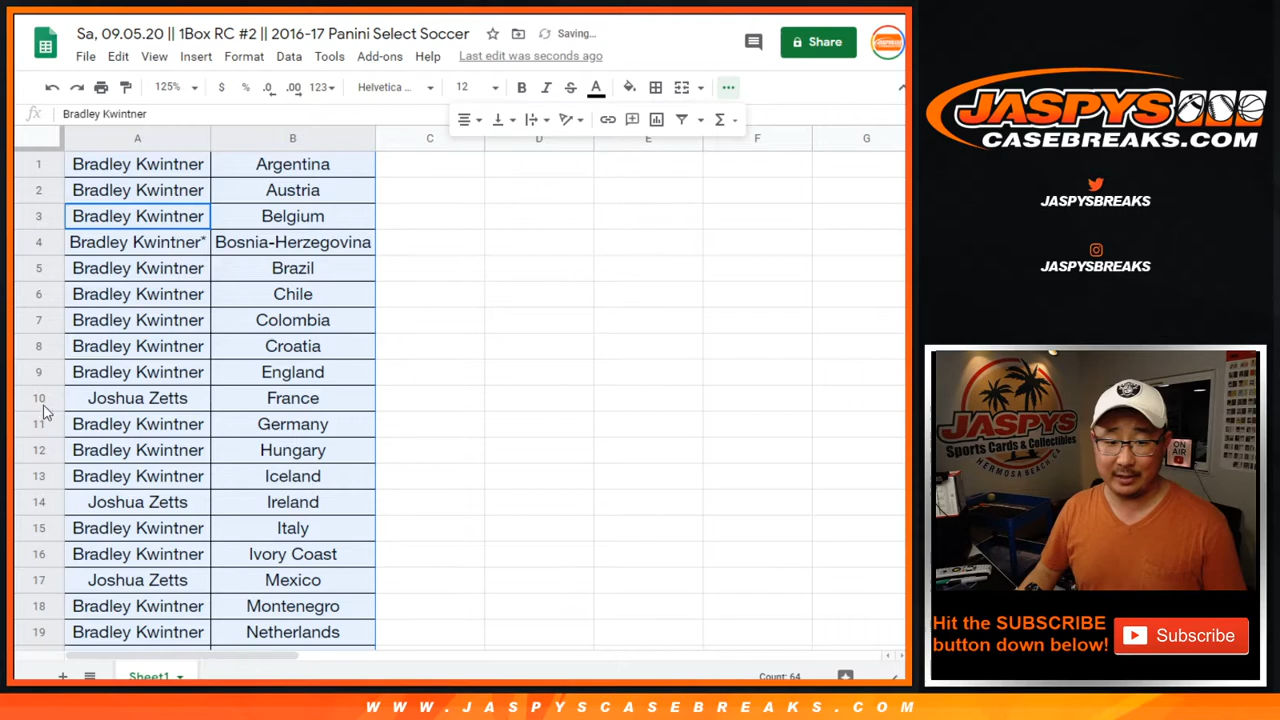 Sa, 09.05.20 || 1Box RC #2 || 2016-17 Panini Select Soccer
Saving...
Share
File Edit View Insert Format Data Tools Add-ons Help Last edit was seconds ago
125% $ % .0 .00 123 Helvetica ... 12 B I S A
fx Bradley Kwintner
A B C D E F G
1 Bradley Kwintner Argentina
2 Bradley Kwintner Austria
3 Bradley Kwintner Belgium
4 Bradley Kwintner* Bosnia-Herzegovina
5 Bradley Kwintner Brazil
6 Bradley Kwintner Chile
7 Bradley Kwintner Colombia
8 Bradley Kwintner Croatia
9 Bradley Kwintner England
10 Joshua Zetts France
11 Bradley Kwintner Germany
12 Bradley Kwintner Hungary
13 Bradley Kwintner Iceland
14 Joshua Zetts Ireland
15 Bradley Kwintner Italy
16 Bradley Kwintner Ivory Coast
17 Joshua Zetts Mexico
18 Bradley Kwintner Montenegro
19 Bradley Kwintner Netherlands
Sheet1
Count: 64
JASPYS
CASEBREAKS.COM
JASPYSBREAKS
JASPYSBREAKS
JASPYS
Sports Cards & Collectibles
HERMOSA BEACH, CA
ON AIR
Hit the SUBSCRIBE
button down below!
Subscribe
WWW.JASPYSCASEBREAKS.COM